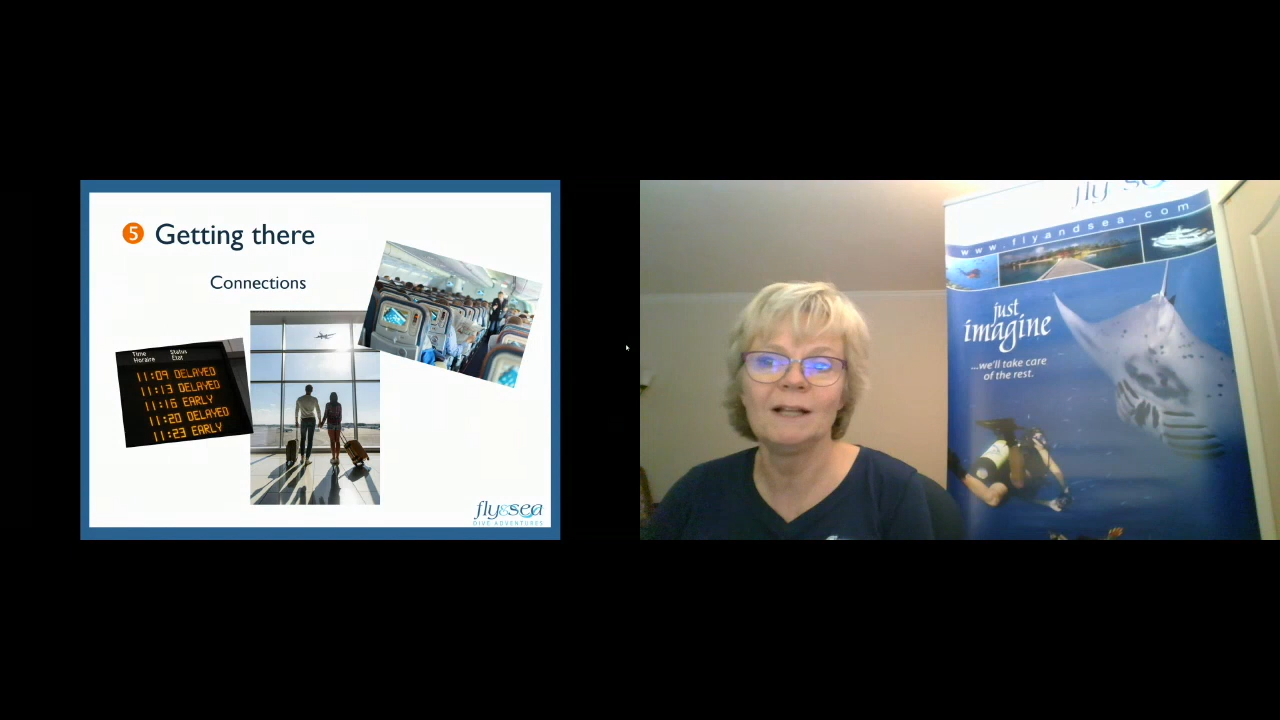 5 Getting there
Connections
Time Status
Horaire État
11:09 DELAYED
11:13 DELAYED
11:16 EARLY
11:20 DELAYED
11:23 EARLY
fly&sea
DIVE ADVENTURES
fly & sea
www.flyandsea.com
just
imagine
...we'll take care
of the rest.